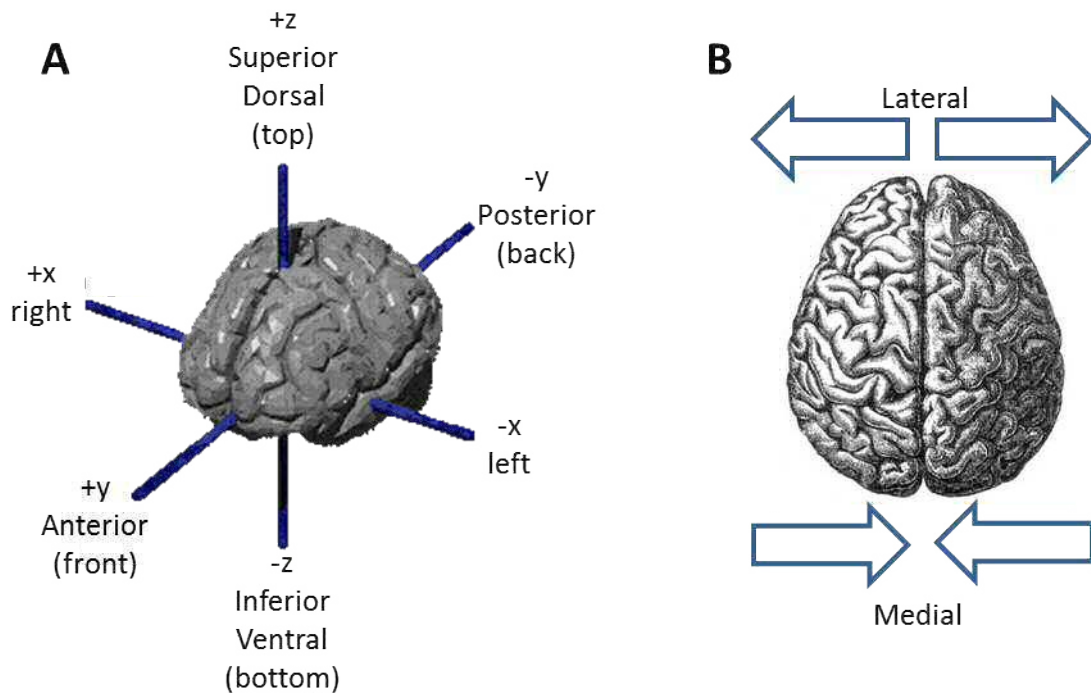 A
+z
Superior
Dorsal
(top)
-y
Posterior
(back)
+x
right
-x
left
+y
Anterior
(front)
-z
Inferior
Ventral
(bottom)
B
Lateral
Medial